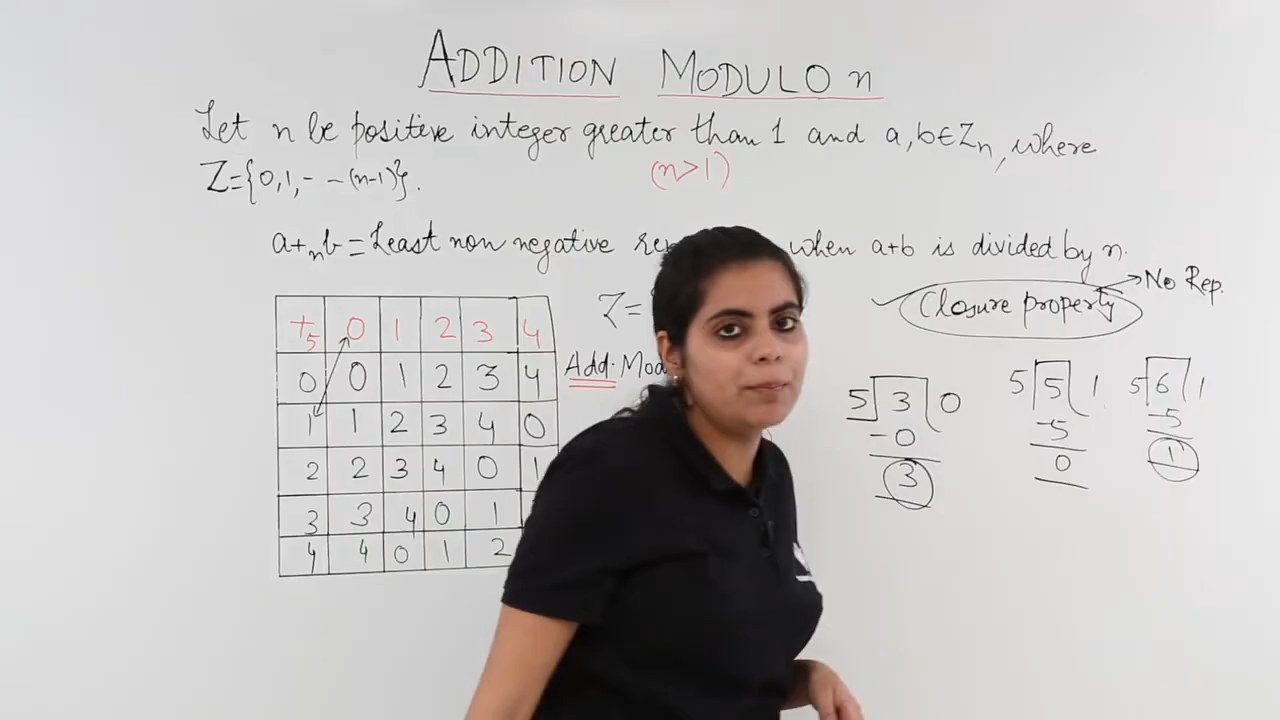 ADDITION MODULO n
Let n be positive integer greater than 1 and a, b ∈ Zn, where
Z = {0, 1, - - (n-1)}.
(n>1)
a +n b = Least non negative when a+b is divided by n.
Z =
Closure property → No Rep.
Add. Mod
+5 0 1 2 3 4
0 0 1 2 3 4
1 1 2 3 4 0
2 2 3 4 0 1
3 3 4 0 1
4 4 0 1 2
5 3 0
-0
3
5 5 1
-5
0
5 6 1
-5
1